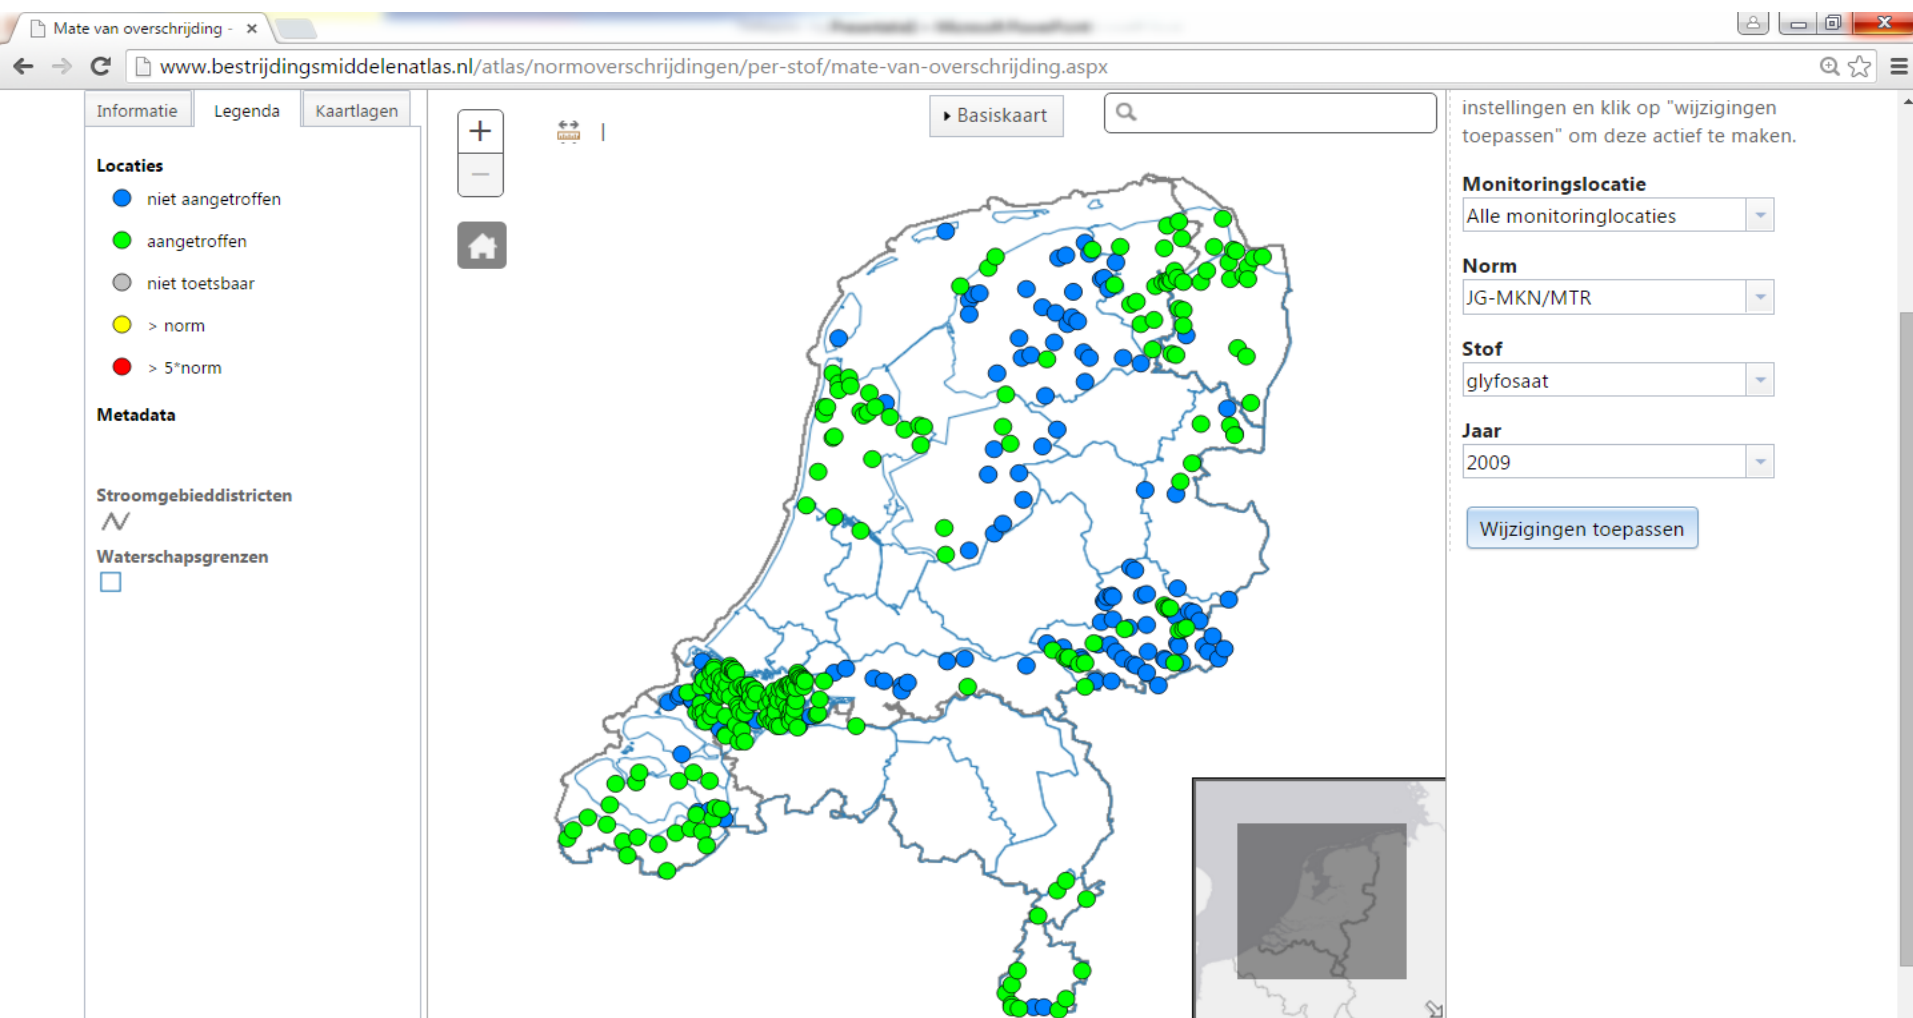 Mate van overschrijding -
www.bestrijdingsmiddelenatlas.nl/atlas/normoverschrijdingen/per-stof/mate-van-overschrijding.aspx
Informatie
Legenda
Kaartlagen
Locaties
niet aangetroffen
aangetroffen
niet toetsbaar
> norm
> 5*norm
Metadata
Stroomgebieddistricten
Waterschapsgrenzen
Basiskaart
instellingen en klik op "wijzigingen
toepassen" om deze actief te maken.
Monitoringslocatie
Alle monitoringlocaties
Norm
JG-MKN/MTR
Stof
glyfosaat
Jaar
2009
Wijzigingen toepassen